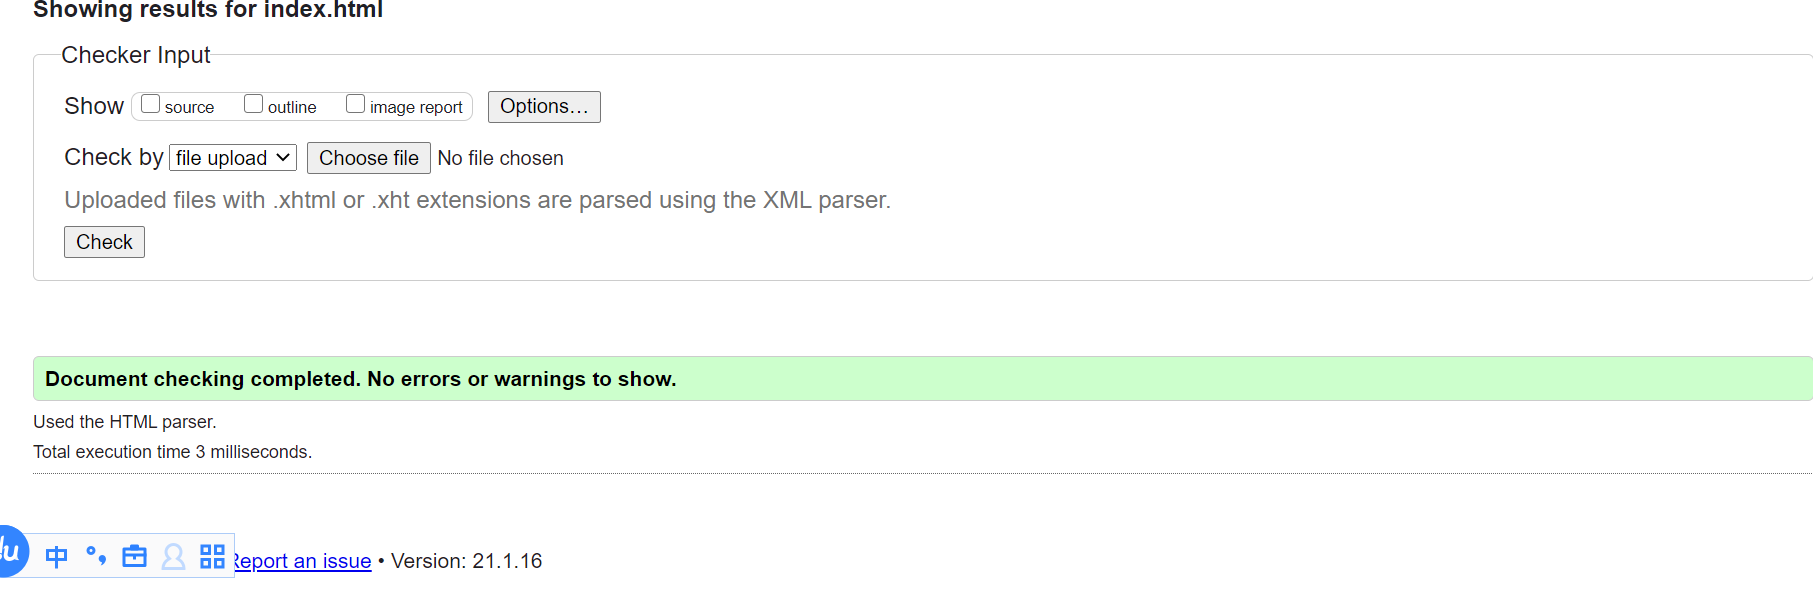 Showing results for index.html
Checker Input
Show source outline image report Options...
Check by file upload Choose file No file chosen
Uploaded files with .xhtml or .xht extensions are parsed using the XML parser.
Check
Document checking completed. No errors or warnings to show.
Used the HTML parser.
Total execution time 3 milliseconds.
中 °, Report an issue • Version: 21.1.16